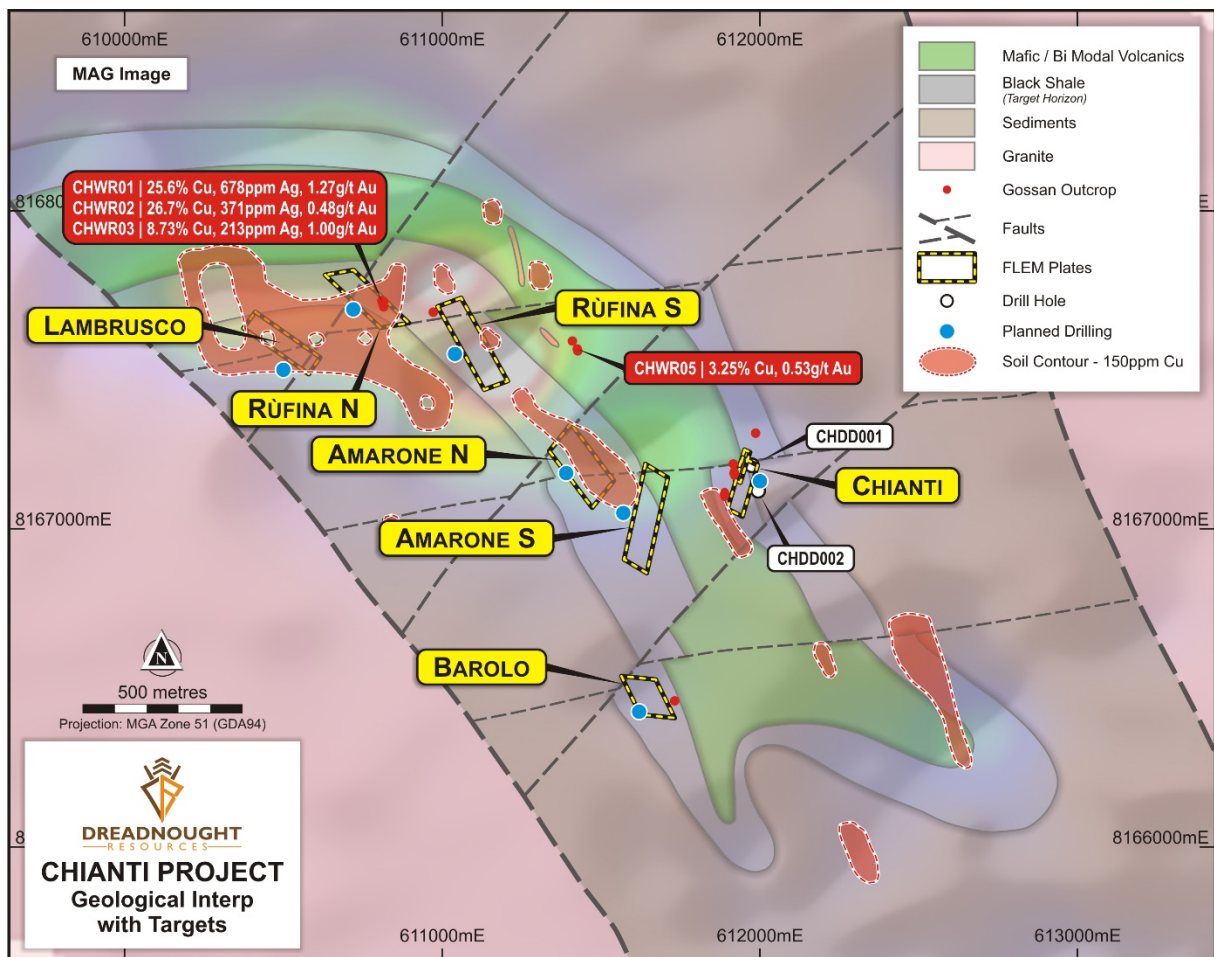 610000mE
611000mE
612000mE
MAG Image
Mafic / Bi Modal Volcanics
Black Shale
(Target Horizon)
Sediments
Granite
Gossan Outcrop
Faults
FLEM Plates
Drill Hole
Planned Drilling
Soil Contour - 150ppm Cu
CHWR01 | 25.6% Cu, 678ppm Ag, 1.27g/t Au
CHWR02 | 26.7% Cu, 371ppm Ag, 0.48g/t Au
CHWR03 | 8.73% Cu, 213ppm Ag, 1.00g/t Au
81680
LAMBRUSCO
RÙFINA S
CHWR05 | 3.25% Cu, 0.53g/t Au
RÙFINA N
AMARONE N
CHDD001
CHIANTI
8167000mE
8167000mE
AMARONE S
CHDD002
BAROLO
N
500 metres
Projection: MGA Zone 51 (GDA94)
DREADNOUGHT
RESOURCES
CHIANTI PROJECT
Geological Interp
with Targets
8166000mE
611000mE
612000mE
613000mE